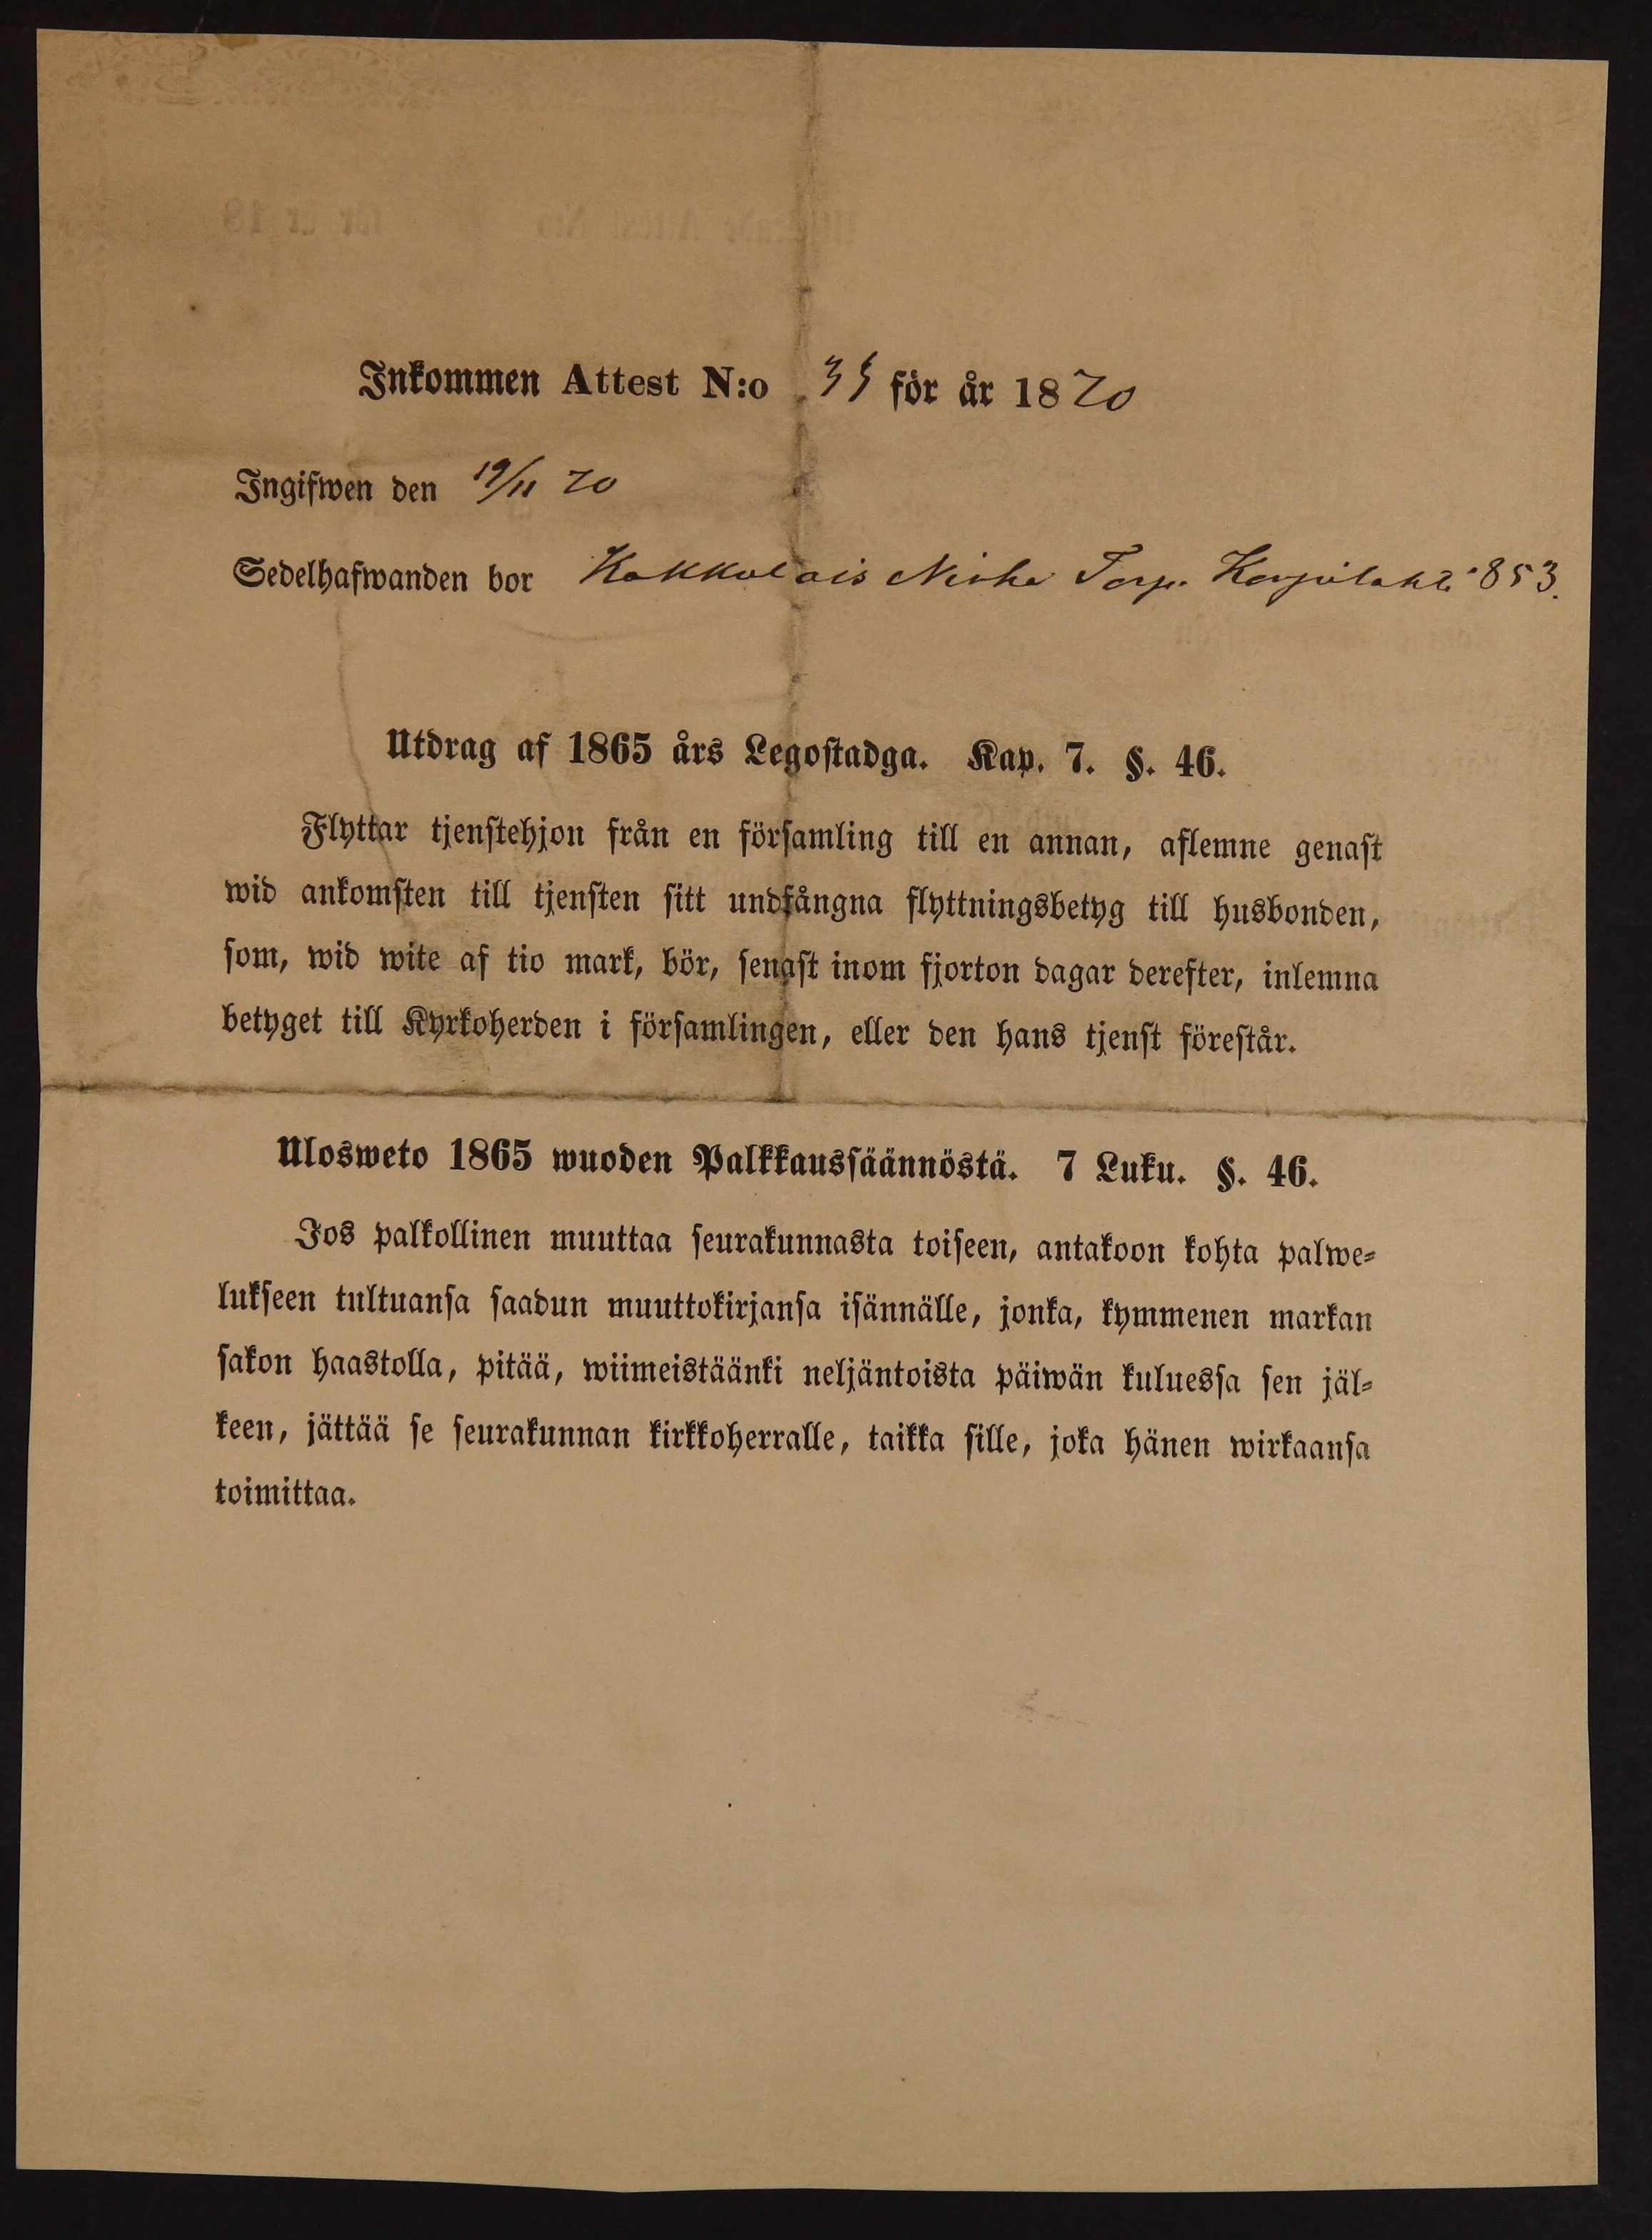 Inkommen Attest N:o 35 för år 1870
Ingifwen den 19/11 70
Sedelhafwanden bor Kakkolais Niska Torp. Korpilahti 853.
Utdrag af 1865 års Legostadga. Kap. 7. §. 46.
Flyttar tjenstehjon från en församling till en annan, aflemne genast
wid ankomsten till tjensten sitt undfångna flyttningsbetyg till husbonden,
som, wid wite af tio mark, bör, senast inom fjorton dagar derefter, inlemna
betyget till Kyrkoherden i församlingen, eller den hans tjenst förestår.
Ulosweto 1865 wuoden Palkkaussäännöstä. 7 Luku. §. 46.
Jos palkollinen muuttaa seurakunnasta toiseen, antakoon kohta palwe-
lukseen tultuansa saadun muuttokirjansa isännälle, jonka, kymmenen markan
sakon haastolla, pitää, wiimeistäänki neljäntoista päiwän kuluessa sen jäl-
keen, jättää se seurakunnan kirkkoherralle, taikka sille, joka hänen wirkaansa
toimittaa.